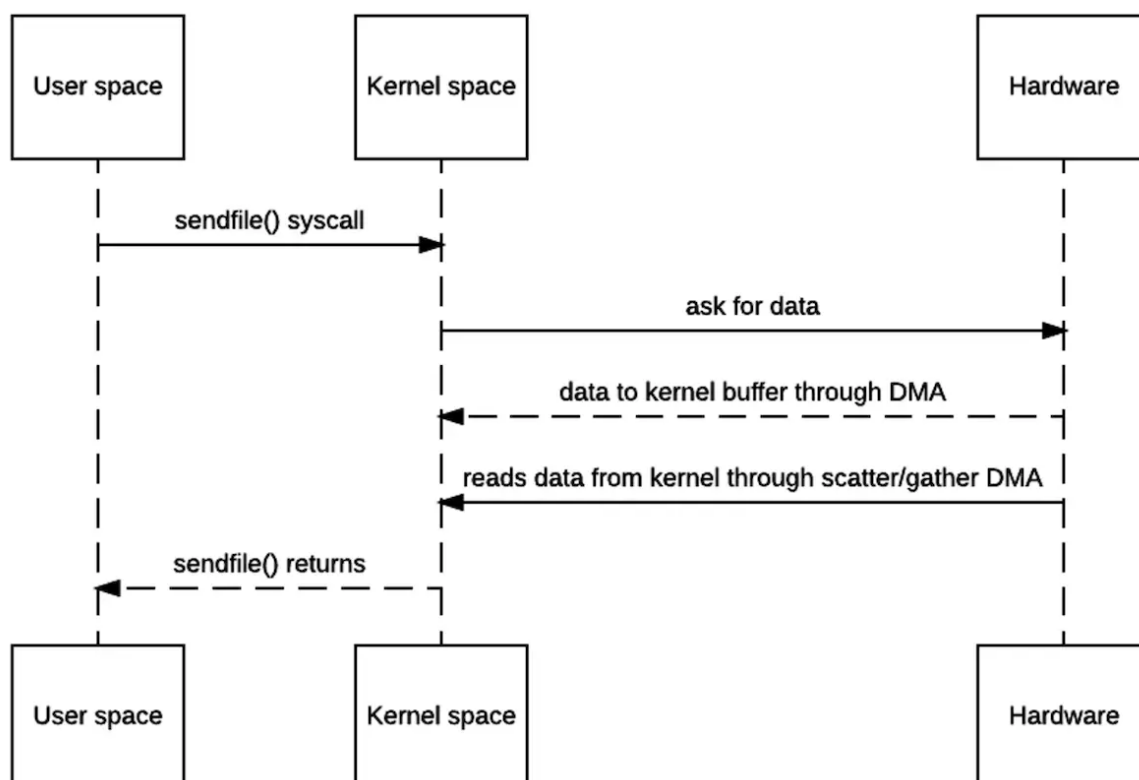 User space
Kernel space
Hardware
sendfile() syscall
ask for data
data to kernel buffer through DMA
reads data from kernel through scatter/gather DMA
sendfile() returns
User space
Kernel space
Hardware